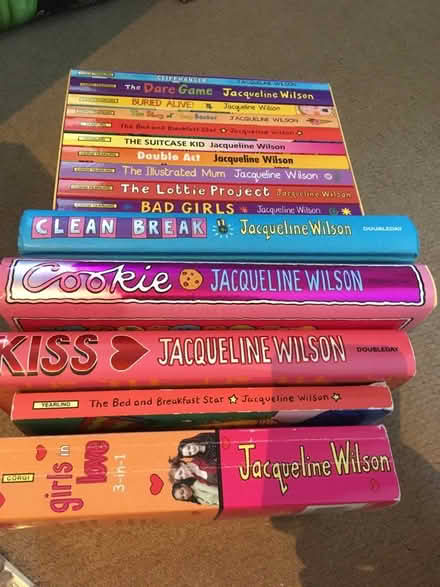 CLIFFHANGER JACQUELINE WILSON
The Dare Game Jacqueline Wilson
BURIED ALIVE! Jacqueline Wilson
The Story of Tracy Beaker JACQUELINE WILSON
The Bed and Breakfast Star Jacqueline Wilson
THE SUITCASE KID Jacqueline Wilson
Double Act Jacqueline Wilson
The Illustrated Mum Jacqueline Wilson
The Lottie Project Jacqueline Wilson
BAD GIRLS Jacqueline Wilson
CLEAN BREAK Jacqueline Wilson DOUBLEDAY
Cookie JACQUELINE WILSON
KISS JACQUELINE WILSON DOUBLEDAY
YEARLING The Bed and Breakfast Star Jacqueline Wilson
CORGI girls in love 3-in-1 Jacqueline Wilson